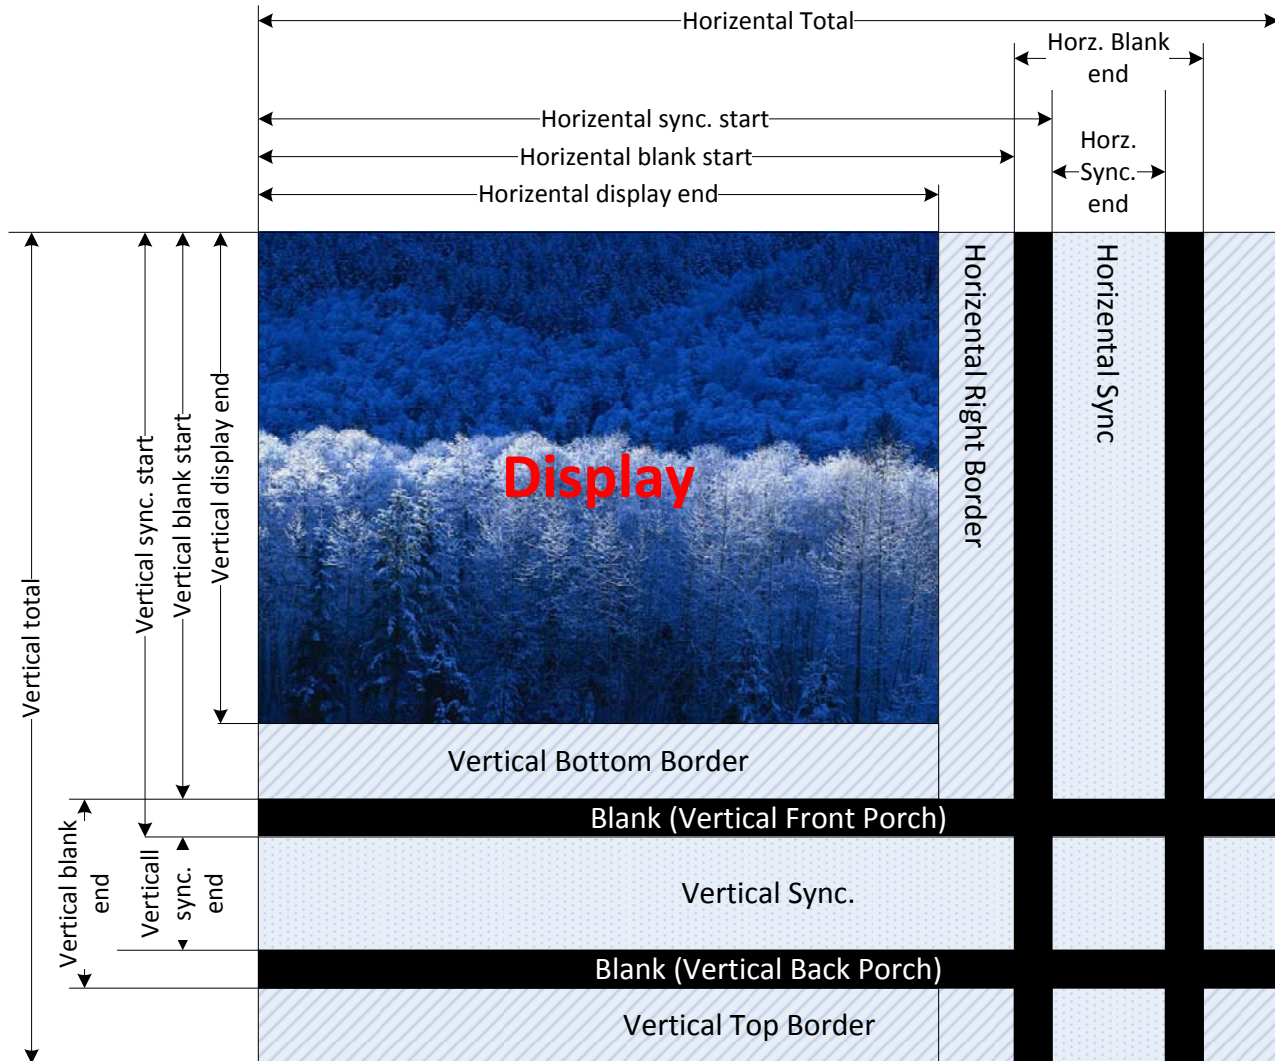 Horizental Total
Horz. Blank
end
Horizental sync. start
Horizental blank start
Horz.
Sync.
end
Horizental display end
Vertical total
Vertical sync. start
Vertical blank start
Vertical display end
Display
Horizental Right Border
Horizental Sync
Vertical Bottom Border
Blank (Vertical Front Porch)
Vertical blank
end
Verticall
sync.
end
Vertical Sync.
Blank (Vertical Back Porch)
Vertical Top Border